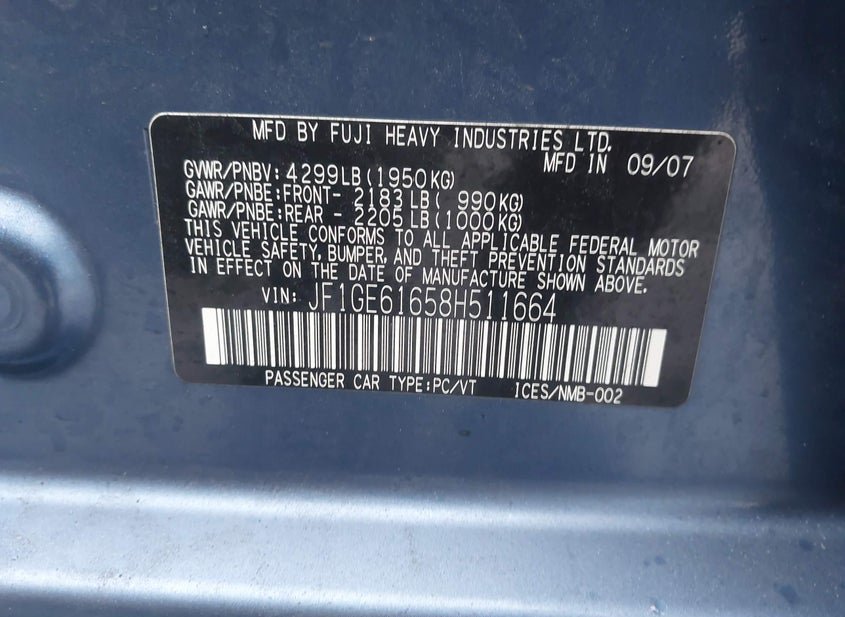 MFD BY FUJI HEAVY INDUSTRIES LTD.
MFD IN 09/07
GVWR/PNBV: 4299LB(1950KG)
GAWR/PNBE:FRONT- 2183LB( 990KG)
GAWR/PNBE:REAR - 2205LB(1000KG)
THIS VEHICLE CONFORMS TO ALL APPLICABLE FEDERAL MOTOR
VEHICLE SAFETY, BUMPER, AND THEFT PREVENTION STANDARDS
IN EFFECT ON THE DATE OF MANUFACTURE SHOWN ABOVE.
VIN: JF1GE61658H511664
PASSENGER CAR TYPE:PC/VT ICES/NMB-002